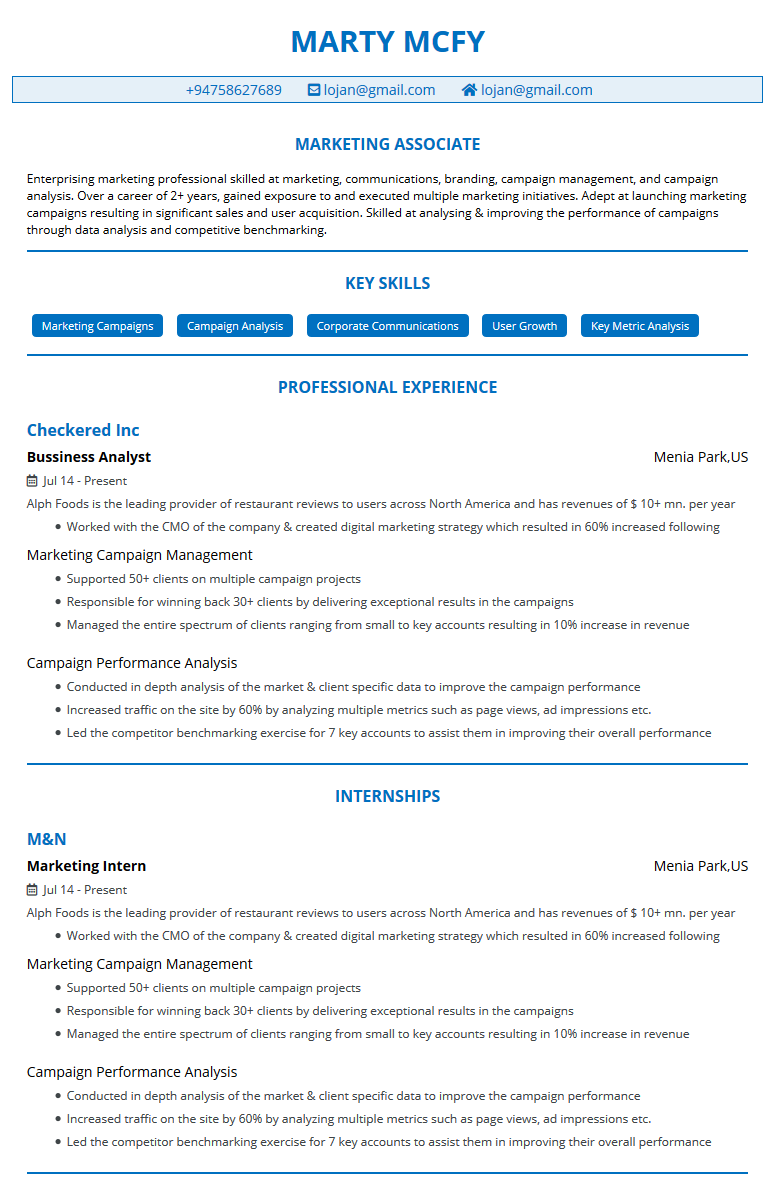 MARTY MCFY
+94758627689 lojan@gmail.com lojan@gmail.com
MARKETING ASSOCIATE
Enterprising marketing professional skilled at marketing, communications, branding, campaign management, and campaign
analysis. Over a career of 2+ years, gained exposure to and executed multiple marketing initiatives. Adept at launching marketing
campaigns resulting in significant sales and user acquisition. Skilled at analysing & improving the performance of campaigns
through data analysis and competitive benchmarking.
KEY SKILLS
Marketing Campaigns Campaign Analysis Corporate Communications User Growth Key Metric Analysis
PROFESSIONAL EXPERIENCE
Checkered Inc
Bussiness Analyst Menia Park,US
Jul 14 - Present
Alph Foods is the leading provider of restaurant reviews to users across North America and has revenues of $ 10+ mn. per year
• Worked with the CMO of the company & created digital marketing strategy which resulted in 60% increased following
Marketing Campaign Management
• Supported 50+ clients on multiple campaign projects
• Responsible for winning back 30+ clients by delivering exceptional results in the campaigns
• Managed the entire spectrum of clients ranging from small to key accounts resulting in 10% increase in revenue
Campaign Performance Analysis
• Conducted in depth analysis of the market & client specific data to improve the campaign performance
• Increased traffic on the site by 60% by analyzing multiple metrics such as page views, ad impressions etc.
• Led the competitor benchmarking exercise for 7 key accounts to assist them in improving their overall performance
INTERNSHIPS
M&N
Marketing Intern Menia Park,US
Jul 14 - Present
Alph Foods is the leading provider of restaurant reviews to users across North America and has revenues of $ 10+ mn. per year
• Worked with the CMO of the company & created digital marketing strategy which resulted in 60% increased following
Marketing Campaign Management
• Supported 50+ clients on multiple campaign projects
• Responsible for winning back 30+ clients by delivering exceptional results in the campaigns
• Managed the entire spectrum of clients ranging from small to key accounts resulting in 10% increase in revenue
Campaign Performance Analysis
• Conducted in depth analysis of the market & client specific data to improve the campaign performance
• Increased traffic on the site by 60% by analyzing multiple metrics such as page views, ad impressions etc.
• Led the competitor benchmarking exercise for 7 key accounts to assist them in improving their overall performance